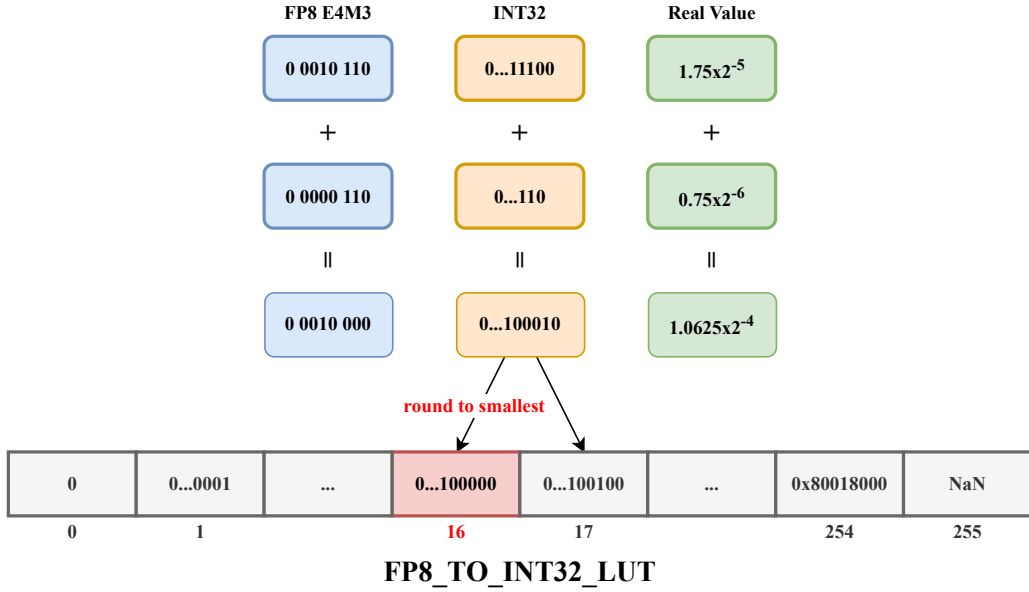 FP8 E4M3 INT32 Real Value
0 0010 110 0...11100 1.75x2⁻⁵
+ + +
0 0000 110 0...110 0.75x2⁻⁶
= = =
0 0010 000 0...100010 1.0625x2⁻⁴
round to smallest
0 0...0001 ... 0...100000 0...100100 ... 0x80018000 NaN
0 1 16 17 254 255
FP8_TO_INT32_LUT